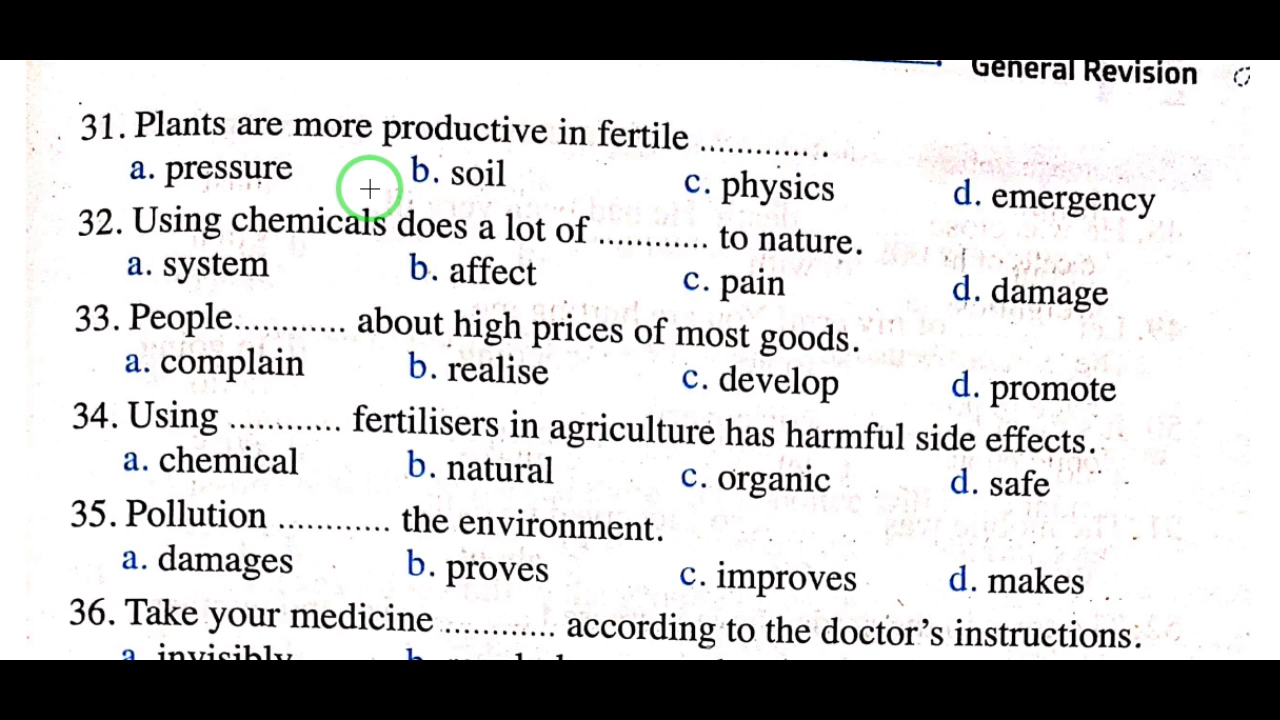 General Revision
31. Plants are more productive in fertile ............. .
a. pressure b. soil c. physics d. emergency
32. Using chemicals does a lot of ............ to nature.
a. system b. affect c. pain d. damage
33. People............ about high prices of most goods.
a. complain b. realise c. develop d. promote
34. Using ............ fertilisers in agriculture has harmful side effects.
a. chemical b. natural c. organic d. safe
35. Pollution ............ the environment.
a. damages b. proves c. improves d. makes
36. Take your medicine ............ according to the doctor's instructions.
a. invisibly b.